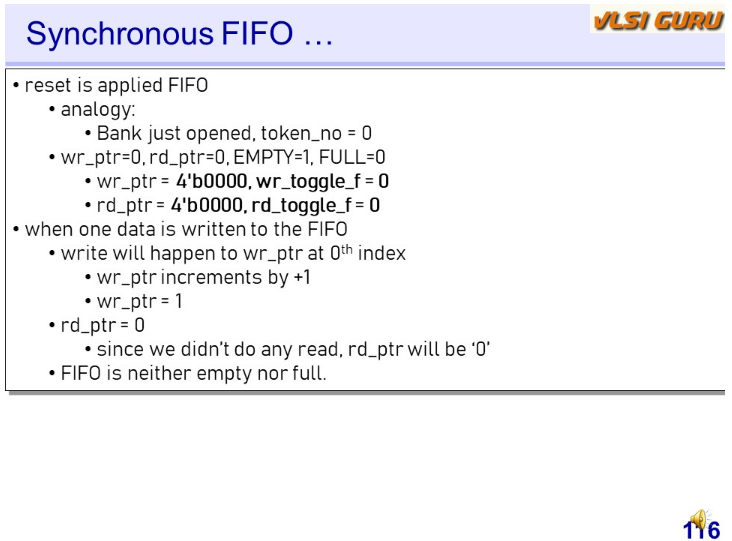 Synchronous FIFO …
VLSI GURU
• reset is applied FIFO
• analogy:
• Bank just opened, token_no = 0
• wr_ptr=0, rd_ptr=0, EMPTY=1, FULL=0
• wr_ptr = 4'b0000, wr_toggle_f = 0
• rd_ptr = 4'b0000, rd_toggle_f = 0
• when one data is written to the FIFO
• write will happen to wr_ptr at 0th index
• wr_ptr increments by +1
• wr_ptr = 1
• rd_ptr = 0
• since we didn’t do any read, rd_ptr will be ‘0’
• FIFO is neither empty nor full.
116